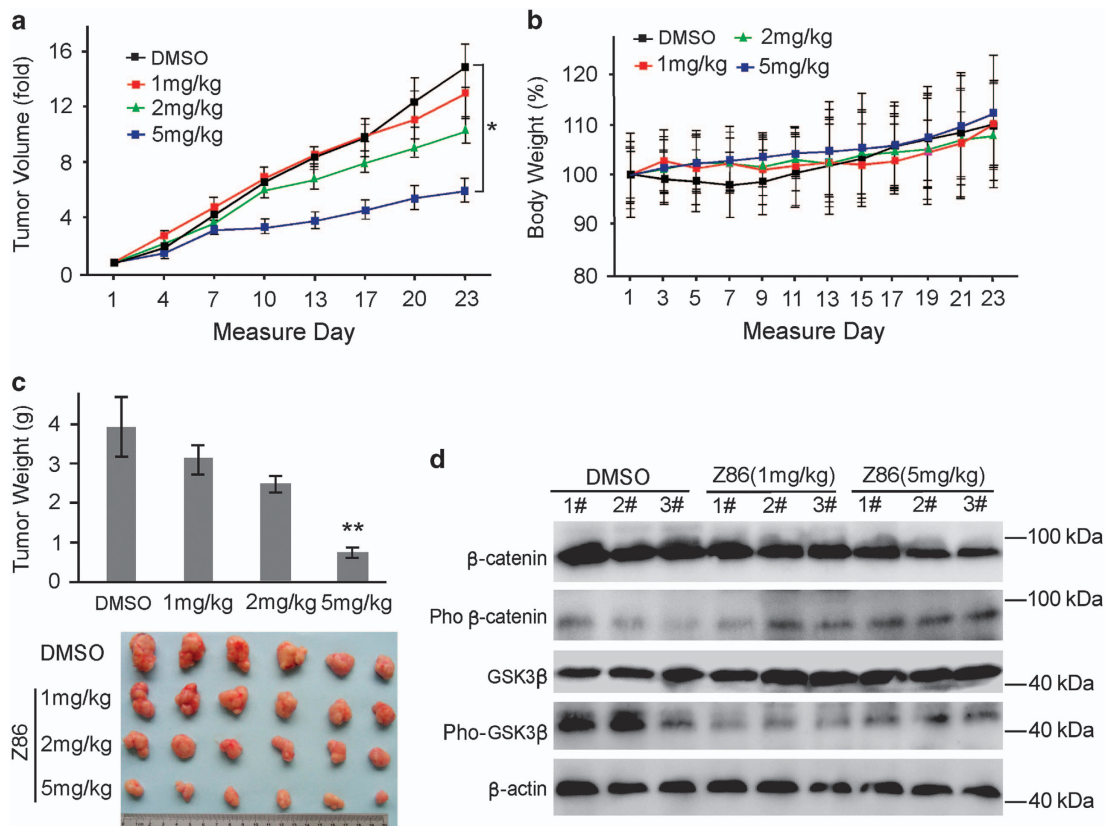 a
Tumor Volume (fold)
16
12
8
4
0
DMSO
1mg/kg
2mg/kg
5mg/kg
*
1 4 7 10 13 17 20 23
Measure Day
b
Body Weight (%)
120
110
100
90
80
DMSO 2mg/kg
1mg/kg 5mg/kg
1 3 5 7 9 11 13 15 17 19 21 23
Measure Day
c
Tumor Weight (g)
4
3
2
1
0
**
DMSO 1mg/kg 2mg/kg 5mg/kg
DMSO
Z86
1mg/kg
2mg/kg
5mg/kg
d
DMSO Z86(1mg/kg) Z86(5mg/kg)
1# 2# 3# 1# 2# 3# 1# 2# 3#
β-catenin 100 kDa
Pho β-catenin 100 kDa
GSK3β 40 kDa
Pho-GSK3β 40 kDa
β-actin 40 kDa